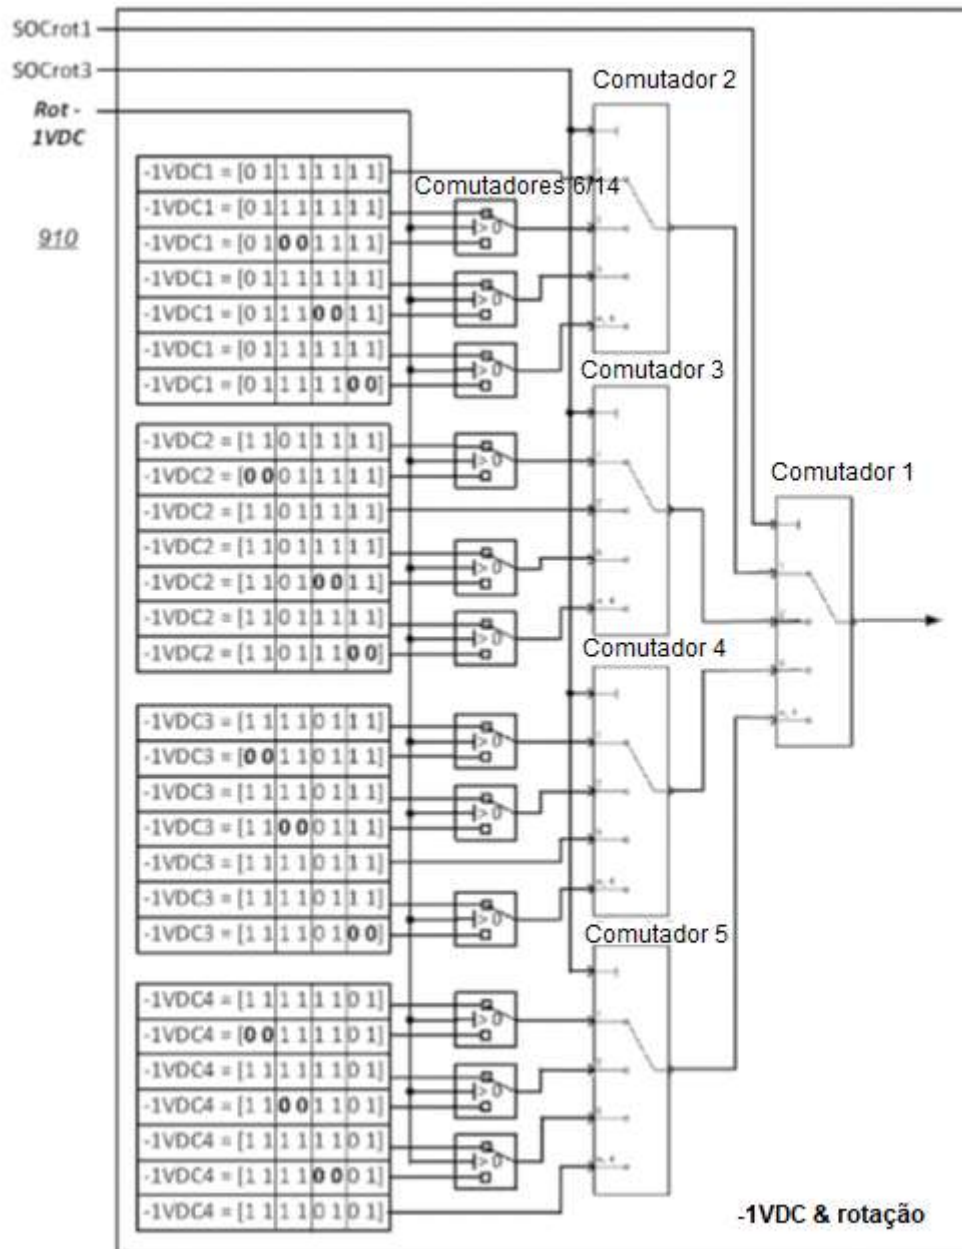 SOCrot1
SOCrot3
Rot -
1VDC
910
Comutador 2
Comutadores 6/14
-1VDC1 = [0 1 1 1 1 1 1 1]
-1VDC1 = [0 1 1 1 1 1 1 1]
-1VDC1 = [0 1 0 0 1 1 1 1]
-1VDC1 = [0 1 1 1 1 1 1 1]
-1VDC1 = [0 1 1 1 0 0 1 1]
-1VDC1 = [0 1 1 1 1 1 1 1]
-1VDC1 = [0 1 1 1 1 1 0 0]
> 0
> 0
> 0
Comutador 3
-1VDC2 = [1 1 0 1 1 1 1 1]
-1VDC2 = [0 0 0 1 1 1 1 1]
-1VDC2 = [1 1 0 1 1 1 1 1]
-1VDC2 = [1 1 0 1 1 1 1 1]
-1VDC2 = [1 1 0 1 0 0 1 1]
-1VDC2 = [1 1 0 1 1 1 1 1]
-1VDC2 = [1 1 0 1 1 1 0 0]
> 0
> 0
> 0
Comutador 1
Comutador 4
-1VDC3 = [1 1 1 1 0 1 1 1]
-1VDC3 = [0 0 1 1 0 1 1 1]
-1VDC3 = [1 1 1 1 0 1 1 1]
-1VDC3 = [1 1 0 0 0 1 1 1]
-1VDC3 = [1 1 1 1 0 1 1 1]
-1VDC3 = [1 1 1 1 0 1 1 1]
-1VDC3 = [1 1 1 1 0 1 0 0]
> 0
> 0
> 0
Comutador 5
-1VDC4 = [1 1 1 1 1 1 0 1]
-1VDC4 = [0 0 1 1 1 1 0 1]
-1VDC4 = [1 1 1 1 1 1 0 1]
-1VDC4 = [1 1 0 0 1 1 0 1]
-1VDC4 = [1 1 1 1 1 1 0 1]
-1VDC4 = [1 1 1 1 0 0 0 1]
-1VDC4 = [1 1 1 1 0 1 0 1]
> 0
> 0
> 0
-1VDC & rotação